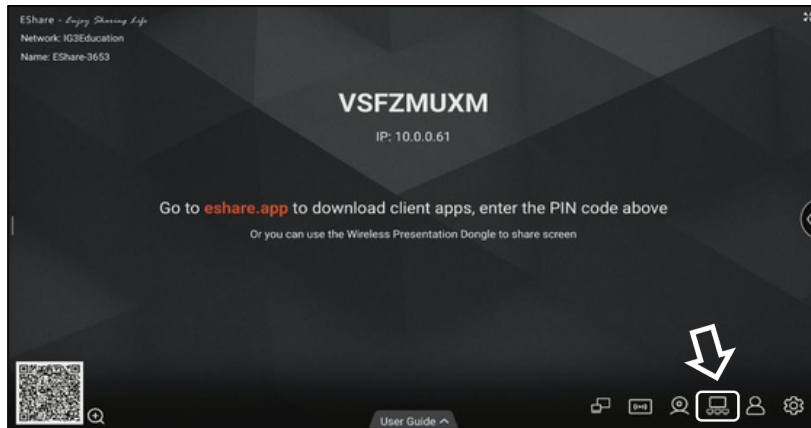 EShare - Enjoy Sharing Life
Network: IG3Education
Name: EShare-3653
VSFZMUXM
IP: 10.0.0.61
Go to eshare.app to download client apps, enter the PIN code above
Or you can use the Wireless Presentation Dongle to share screen
User Guide